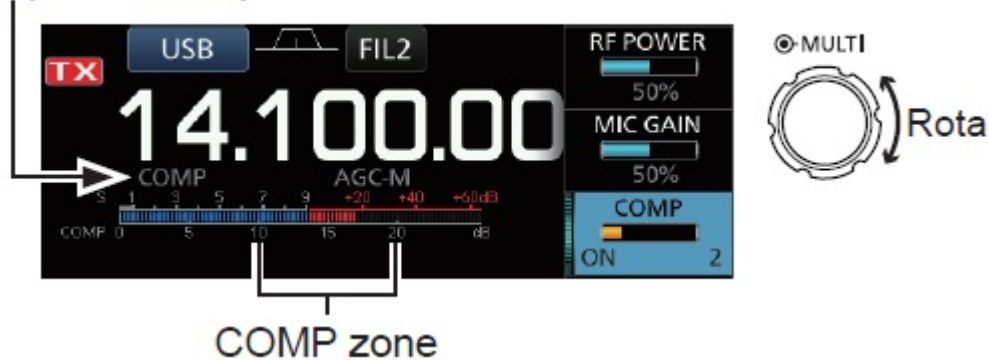 USB FIL2
TX
14.100.00
COMP AGC-M
S 1 3 5 7 9 +20 +40 +60dB
COMP 0 5 10 15 20 dB
RF POWER
50%
MIC GAIN
50%
COMP
ON 2
MULTI
Rota
COMP zone